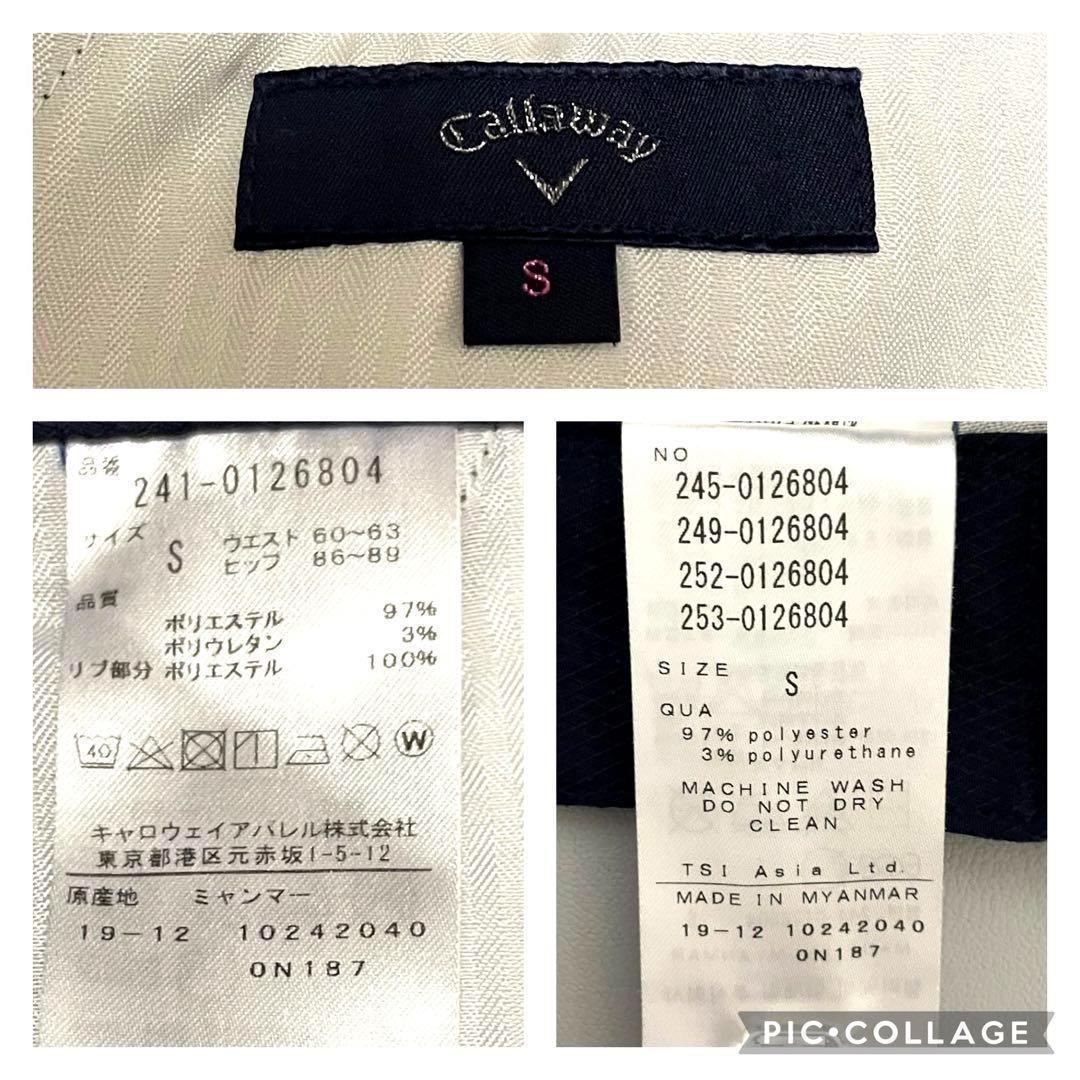 Callaway
S
品番 241-0126804
サイズ S ウエスト 60~63
ヒップ 86~89
品質
ポリエステル 97%
ポリウレタン 3%
リブ部分 ポリエステル 100%
40
W
キャロウェイアパレル株式会社
東京都港区元赤坂1-5-12
原産地 ミャンマー
19-12 10242040
0N187
NO
245-0126804
249-0126804
252-0126804
253-0126804
SIZE S
QUA
97% polyester
3% polyurethane
MACHINE WASH
DO NOT DRY
CLEAN
TSI Asia Ltd.
MADE IN MYANMAR
19-12 10242040
0N187
PIC•COLLAGE